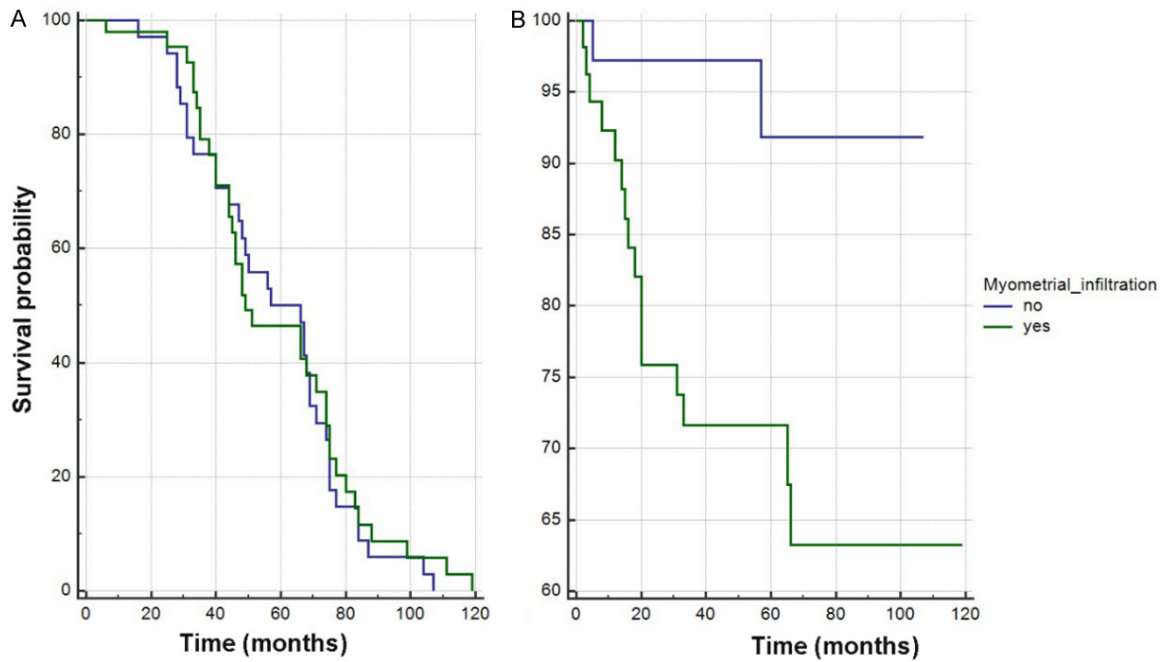 A
Survival probability
100
80
60
40
20
0
0 20 40 60 80 100 120
Time (months)
B
100
95
90
85
80
75
70
65
60
0 20 40 60 80 100 120
Time (months)
Myometrial_infiltration
no
yes